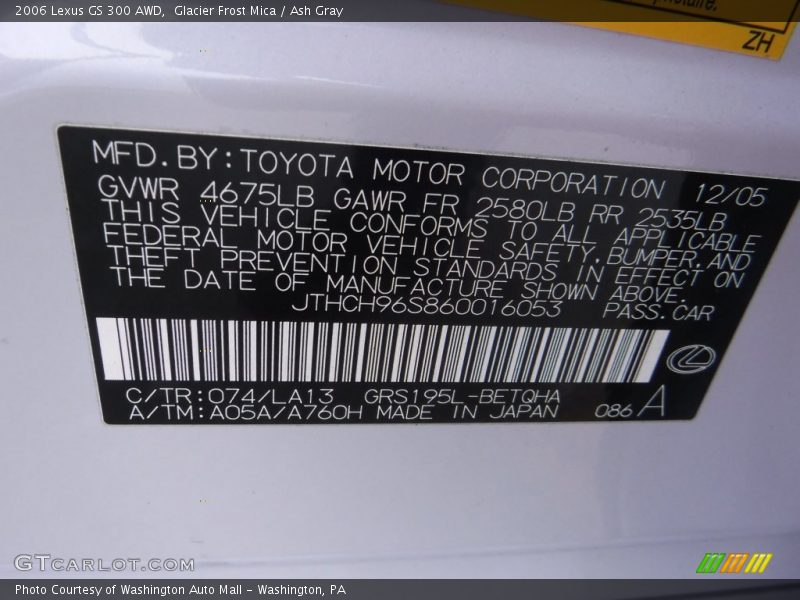 2006 Lexus GS 300 AWD,  Glacier Frost Mica / Ash Gray
ZH
MFD.BY:TOYOTA MOTOR CORPORATION 12/05
GVWR 4675LB GAWR FR 2580LB RR 2535LB
THIS VEHICLE CONFORMS TO ALL APPLICABLE
FEDERAL MOTOR VEHICLE SAFETY,BUMPER,AND
THEFT PREVENTION STANDARDS IN EFFECT ON
THE DATE OF MANUFACTURE SHOWN ABOVE.
JTHCH96S860016053 PASS.CAR
C/TR:074/LA13 GRS195L-BETQHA
A/TM:A05A/A760H MADE IN JAPAN 086 A
GTCARLOT.COM
Photo Courtesy of Washington Auto Mall - Washington, PA